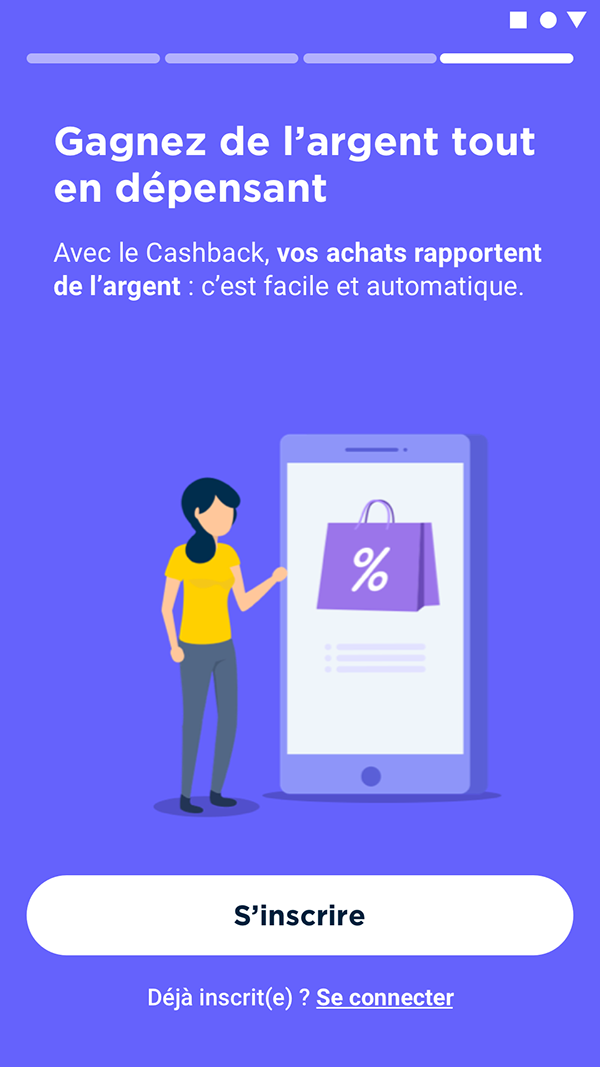 Gagnez de l’argent tout
en dépensant
Avec le Cashback, vos achats rapportent
de l’argent : c’est facile et automatique.
%
S’inscrire
Déjà inscrit(e) ? Se connecter